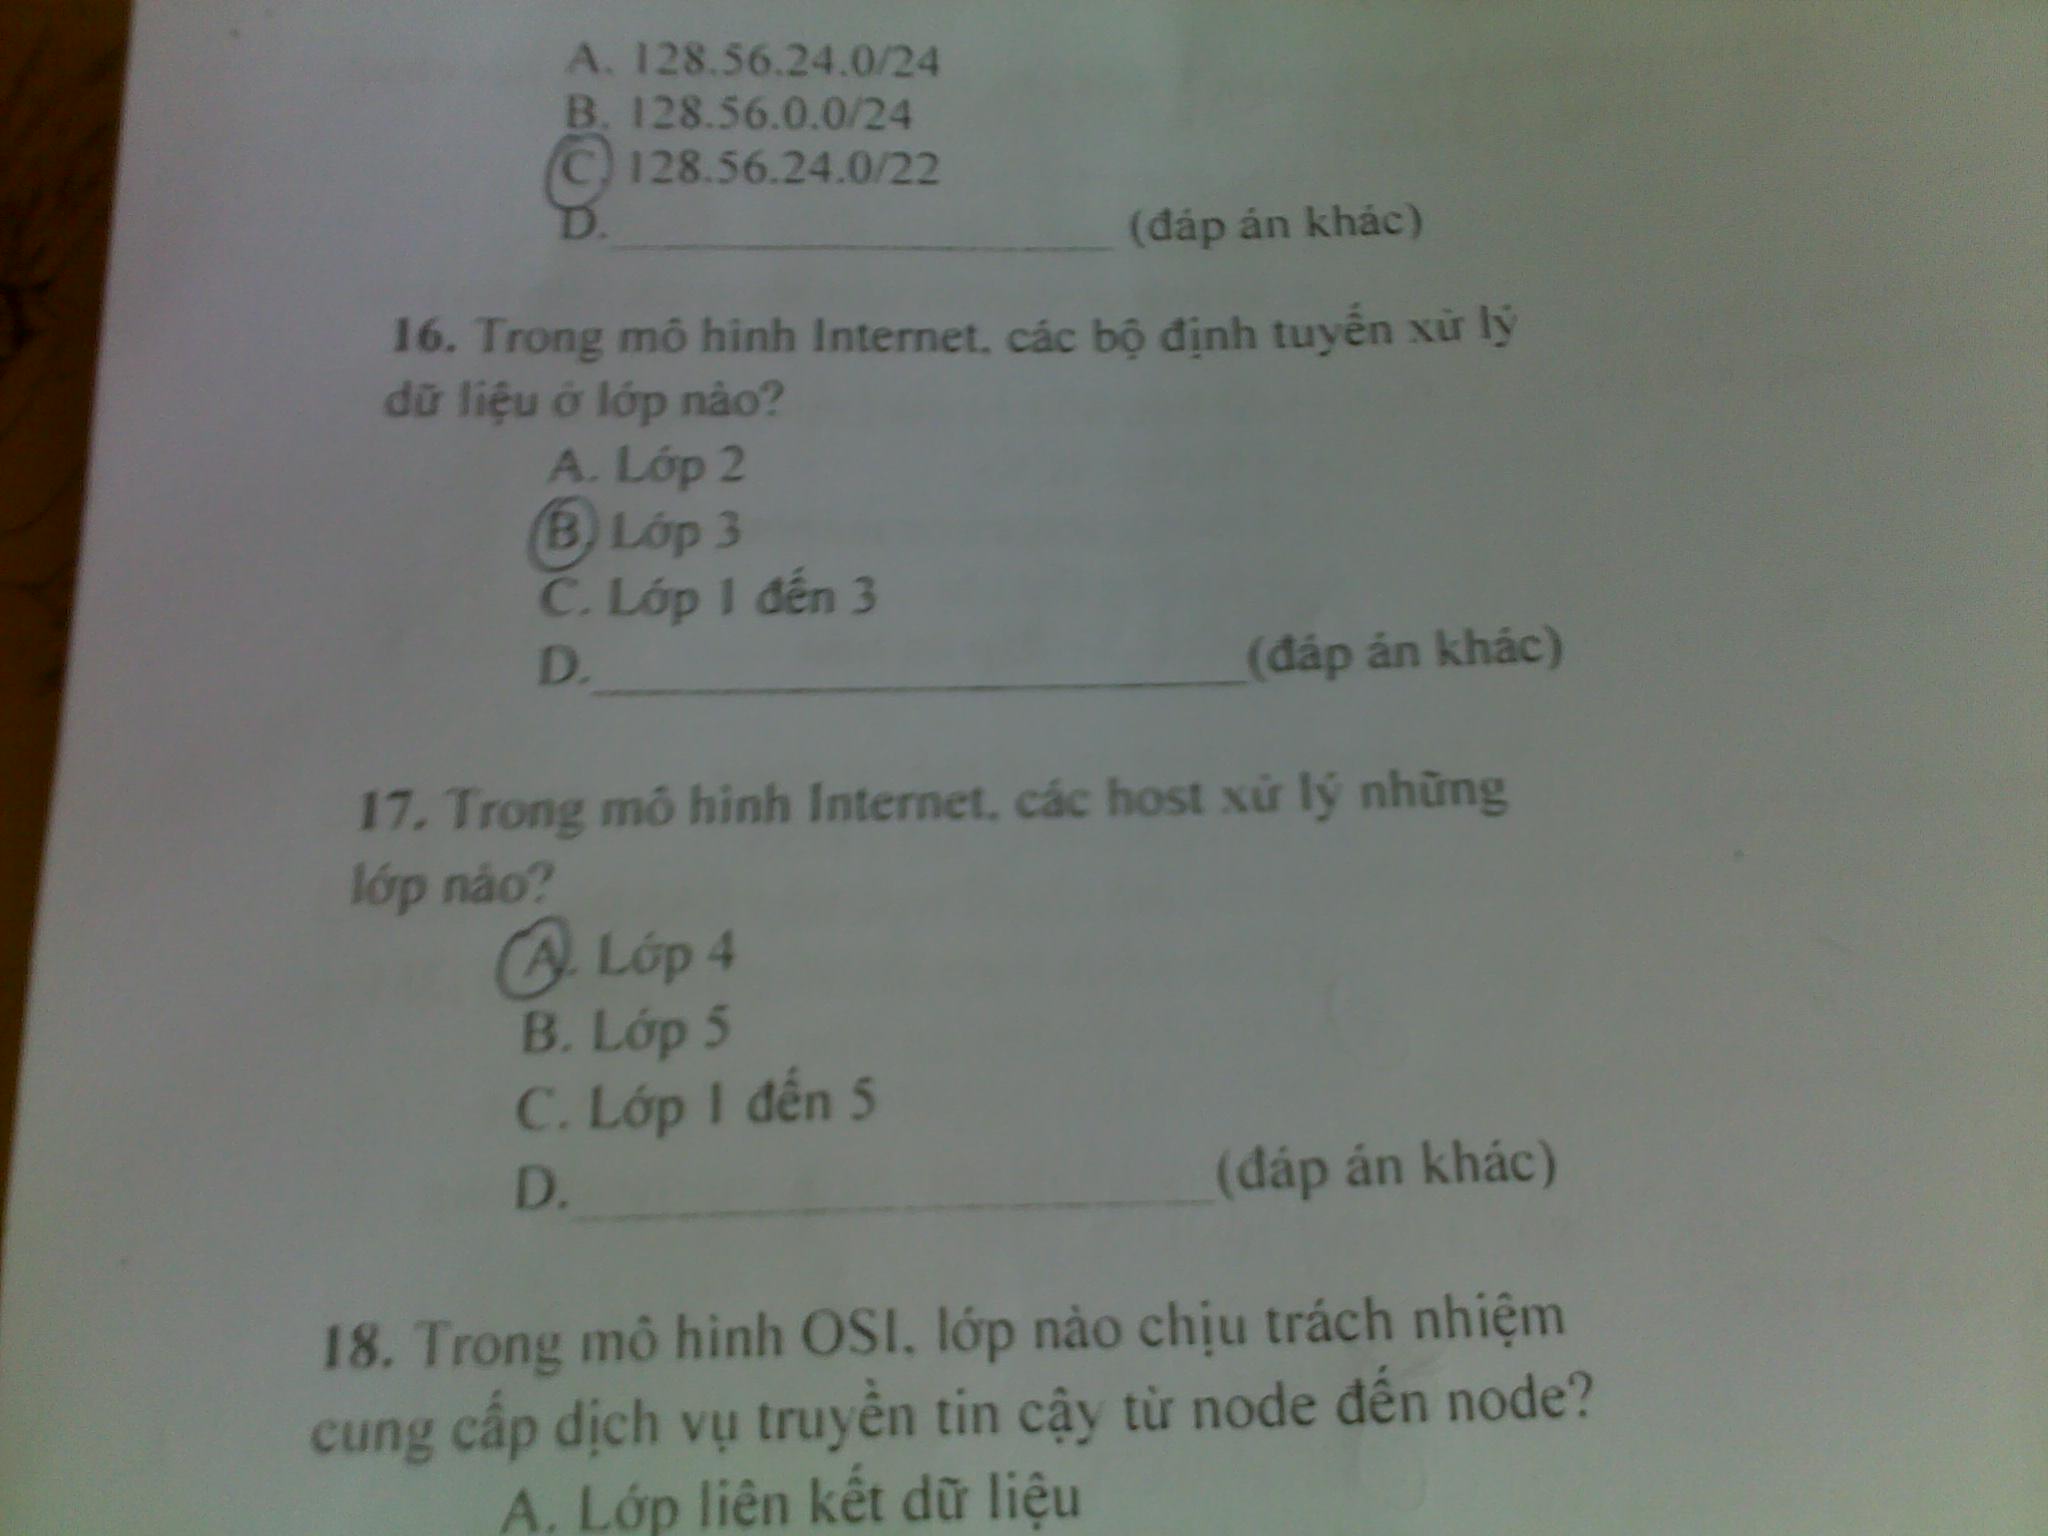 A. 128.56.24.0/24
B. 128.56.0.0/24
C. 128.56.24.0/22
D. (đáp án khác)
16. Trong mô hình Internet, các bộ định tuyến xử lý
dữ liệu ở lớp nào?
A. Lớp 2
B. Lớp 3
C. Lớp 1 đến 3
D. (đáp án khác)
17. Trong mô hình Internet, các host xử lý những
lớp nào?
A. Lớp 4
B. Lớp 5
C. Lớp 1 đến 5
D. (đáp án khác)
18. Trong mô hình OSI, lớp nào chịu trách nhiệm
cung cấp dịch vụ truyền tin cậy từ node đến node?
A. Lớp liên kết dữ liệu